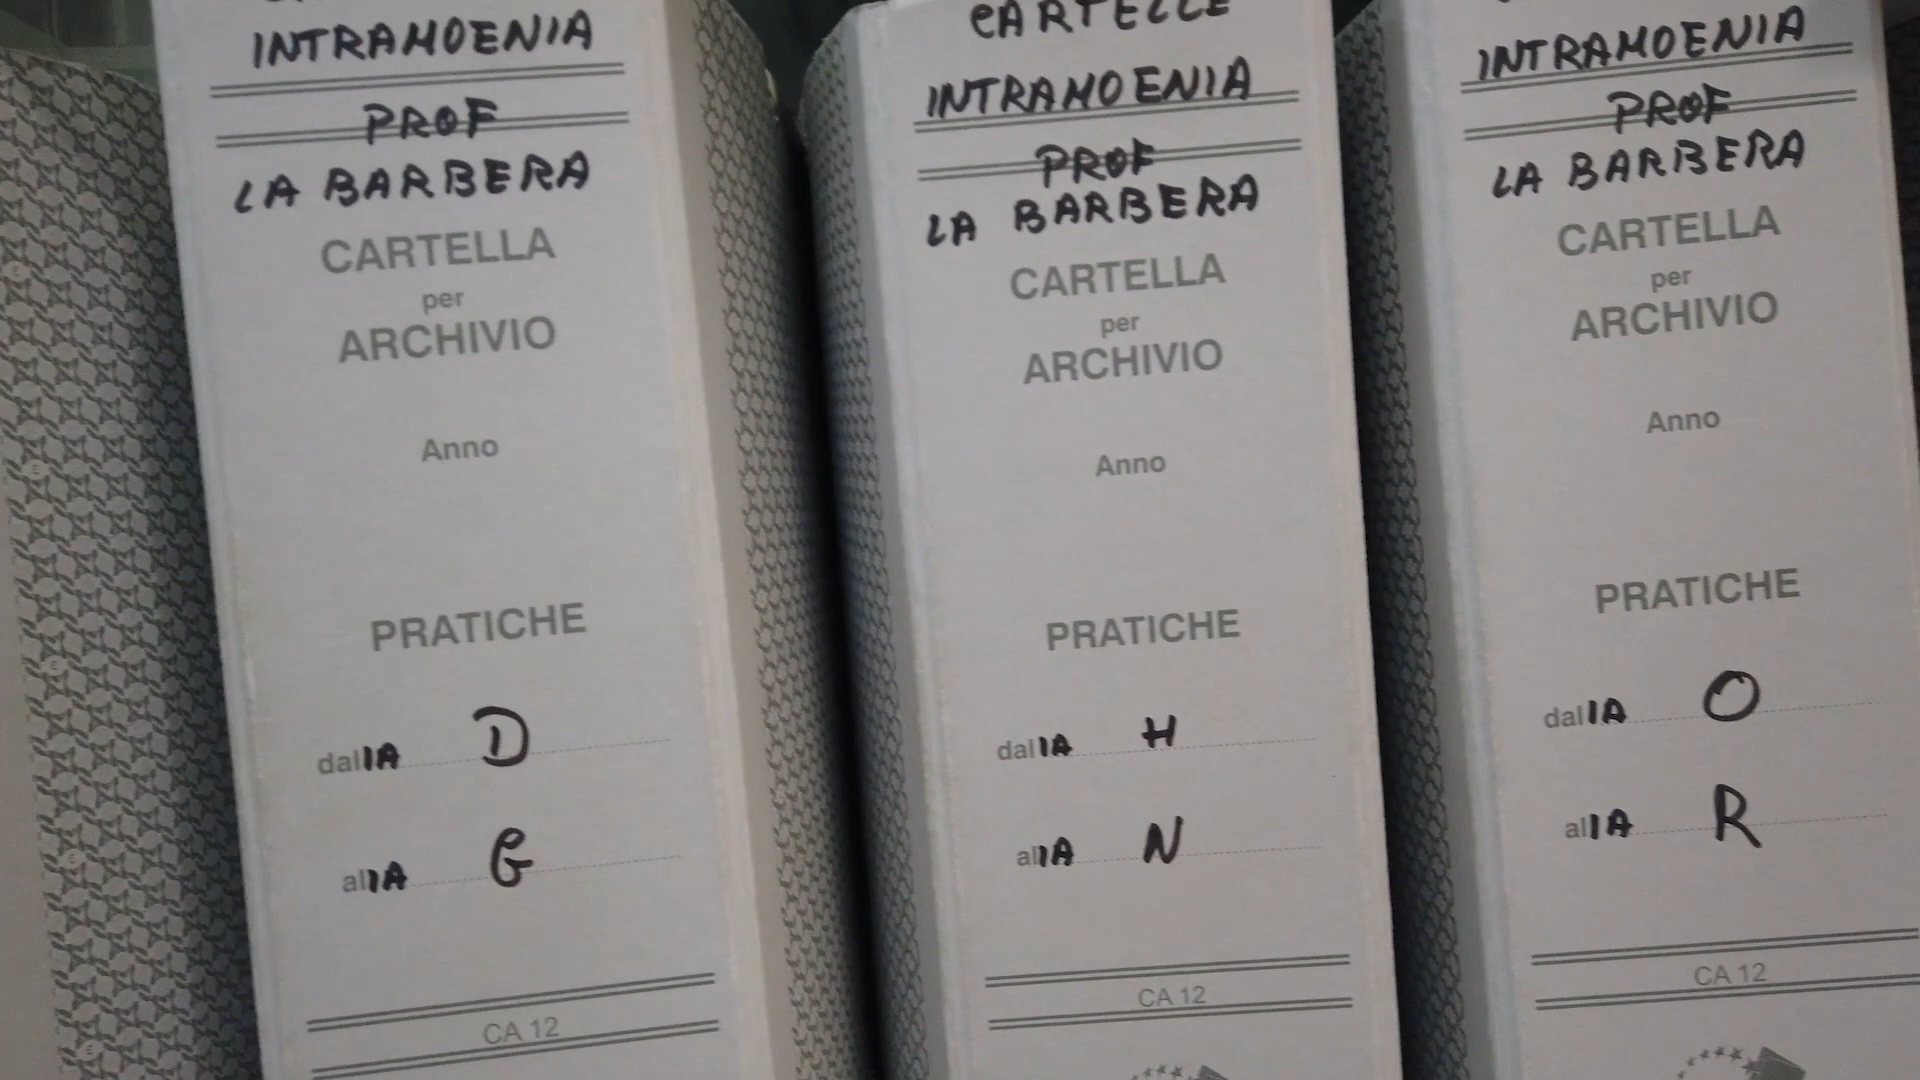 INTRAMOENIA
PROF
LA BARBERA
CARTELLA
per
ARCHIVIO
Anno
PRATICHE
dallA D
allA G
CA 12
CARTELLE
INTRAMOENIA
PROF
LA BARBERA
CARTELLA
per
ARCHIVIO
Anno
PRATICHE
dallA H
allA N
CA 12
INTRAMOENIA
PROF
LA BARBERA
CARTELLA
per
ARCHIVIO
Anno
PRATICHE
dallA O
allA R
CA 12